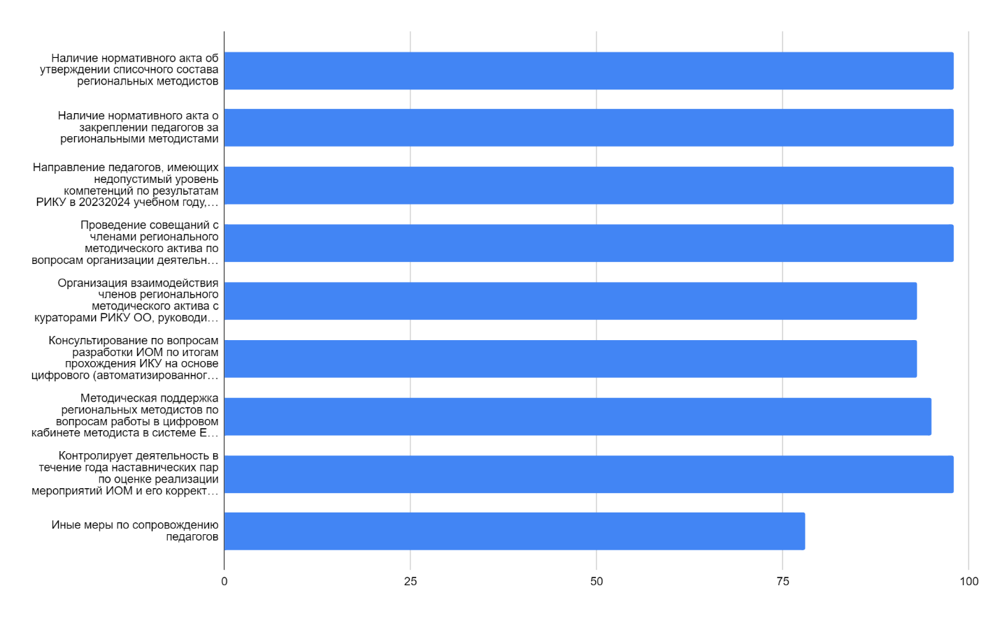 Наличие нормативного акта об
утверждении списочного состава
региональных методистов
Наличие нормативного акта о
закреплении педагогов за
региональными методистами
Направление педагогов, имеющих
недопустимый уровень
компетенций по результатам
РИКУ в 20232024 учебном году,…
Проведение совещаний с
членами регионального
методического актива по
вопросам организации деятельн…
Организация взаимодействия
членов регионального
методического актива с
кураторами РИКУ ОО, руководи…
Консультирование по вопросам
разработки ИОМ по итогам
прохождения ИКУ на основе
цифрового (автоматизированног…
Методическая поддержка
региональных методистов по
вопросам работы в цифровом
кабинете методиста в системе Е…
Контролирует деятельность в
течение года наставнических пар
по оценке реализации
мероприятий ИОМ и его коррект…
Иные меры по сопровождению
педагогов
0 25 50 75 100